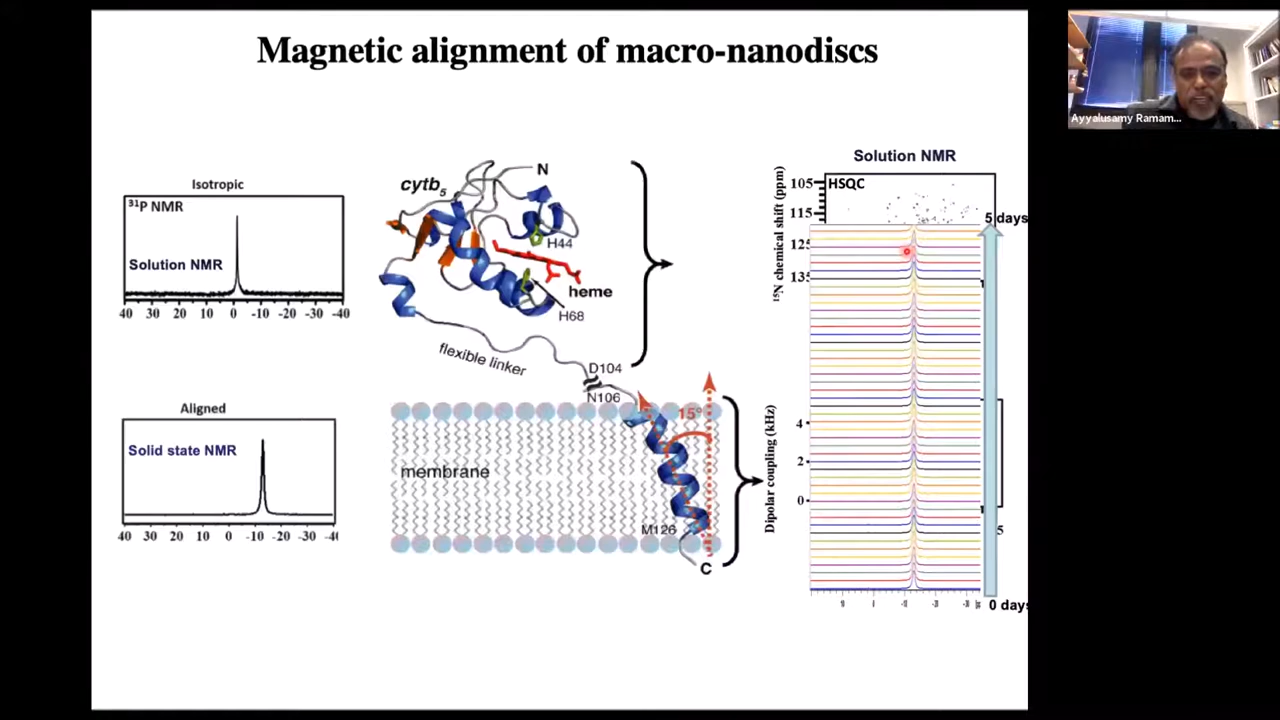 Magnetic alignment of macro-nanodiscs
Ayyalusamy Ramam...
Isotropic
31P NMR
Solution NMR
40 30 20 10 0 -10 -20 -30 -40
Aligned
Solid state NMR
40 30 20 10 0 -10 -20 -30 -40
cytb5
N
H44
heme
H68
flexible linker
D104
N106
15°
membrane
M126
C
Solution NMR
HSQC
15N chemical shift (ppm)
105
115
125
135
Dipolar coupling (kHz)
4
2
0
5
5 days
0 days